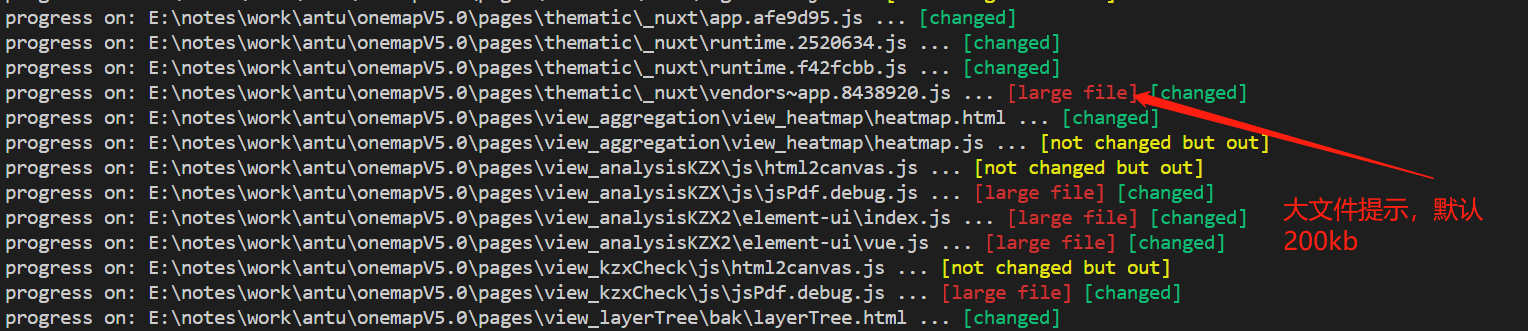 progress on: E:\notes\work\antu\onemapV5.0\pages\thematic\_nuxt\app.afe9d95.js ... [changed]
progress on: E:\notes\work\antu\onemapV5.0\pages\thematic\_nuxt\runtime.2520634.js ... [changed]
progress on: E:\notes\work\antu\onemapV5.0\pages\thematic\_nuxt\runtime.f42fcbb.js ... [changed]
progress on: E:\notes\work\antu\onemapV5.0\pages\thematic\_nuxt\vendors~app.8438920.js ... [large file] [changed]
progress on: E:\notes\work\antu\onemapV5.0\pages\view_aggregation\view_heatmap\heatmap.html ... [changed]
progress on: E:\notes\work\antu\onemapV5.0\pages\view_aggregation\view_heatmap\heatmap.js ... [not changed but out]
progress on: E:\notes\work\antu\onemapV5.0\pages\view_analysisKZX\js\html2canvas.js ... [not changed but out]
progress on: E:\notes\work\antu\onemapV5.0\pages\view_analysisKZX\js\jsPdf.debug.js ... [large file] [changed]
progress on: E:\notes\work\antu\onemapV5.0\pages\view_analysisKZX2\element-ui\index.js ... [large file] [changed]
progress on: E:\notes\work\antu\onemapV5.0\pages\view_analysisKZX2\element-ui\vue.js ... [large file] [changed]
progress on: E:\notes\work\antu\onemapV5.0\pages\view_kzxCheck\js\html2canvas.js ... [not changed but out]
progress on: E:\notes\work\antu\onemapV5.0\pages\view_kzxCheck\js\jsPdf.debug.js ... [large file] [changed]
progress on: E:\notes\work\antu\onemapV5.0\pages\view_layerTree\bak\layerTree.html ... [changed]
大文件提示，默认
200kb